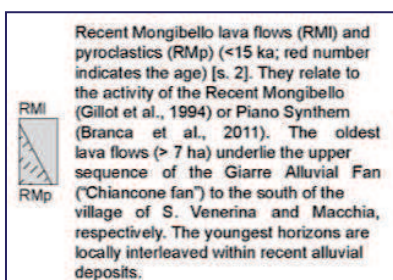 Recent Mongibello lava flows (RMl) and
pyroclastics (RMp) (<15 ka; red number
indicates the age) [s. 2]. They relate to
the activity of the Recent Mongibello
(Gillot et al., 1994) or Piano Synthem
(Branca et al., 2011). The oldest
lava flows (> 7 ha) underlie the upper
sequence of the Giarre Alluvial Fan
("Chiancone fan") to the south of the
village of S. Venerina and Macchia,
respectively. The youngest horizons are
locally interleaved within recent alluvial
deposits.
RMl
RMp